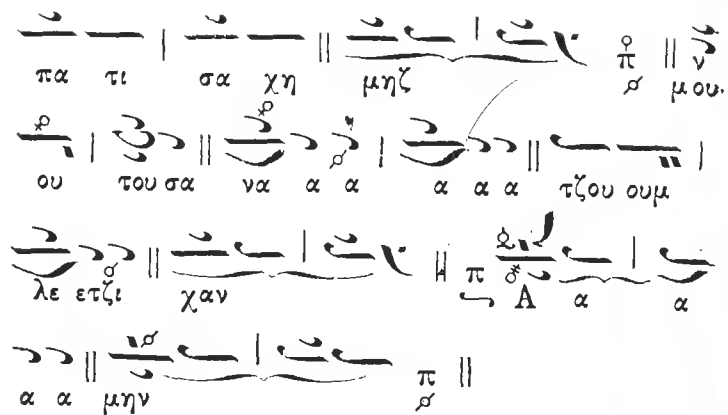 πα τι σα χη μηζ π μου.
ου του σα να α α α α α τζου ουμ
λε ετζι χαν π Α α α
α α μην π